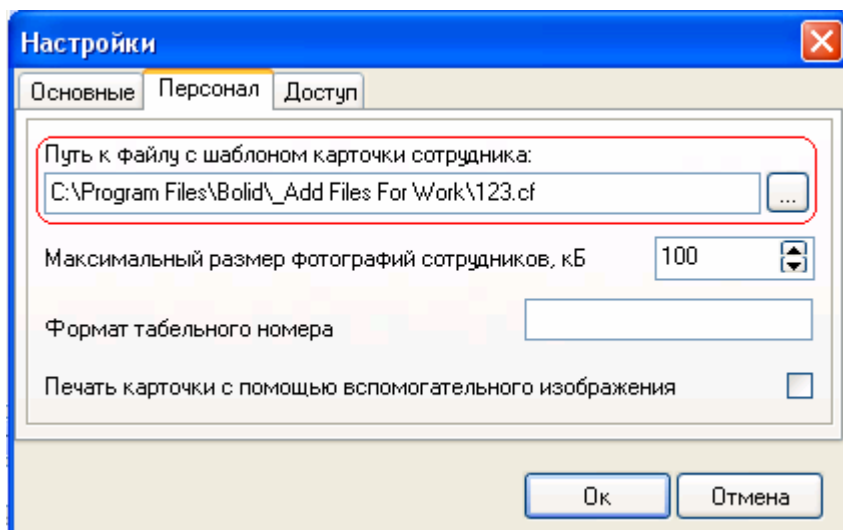 Настройки
Основные Персонал Доступ
Путь к файлу с шаблоном карточки сотрудника:
C:\Program Files\Bolid\_Add Files For Work\123.cf ...
Максимальный размер фотографий сотрудников, кБ 100
Формат табельного номера
Печать карточки с помощью вспомогательного изображения
Ок Отмена